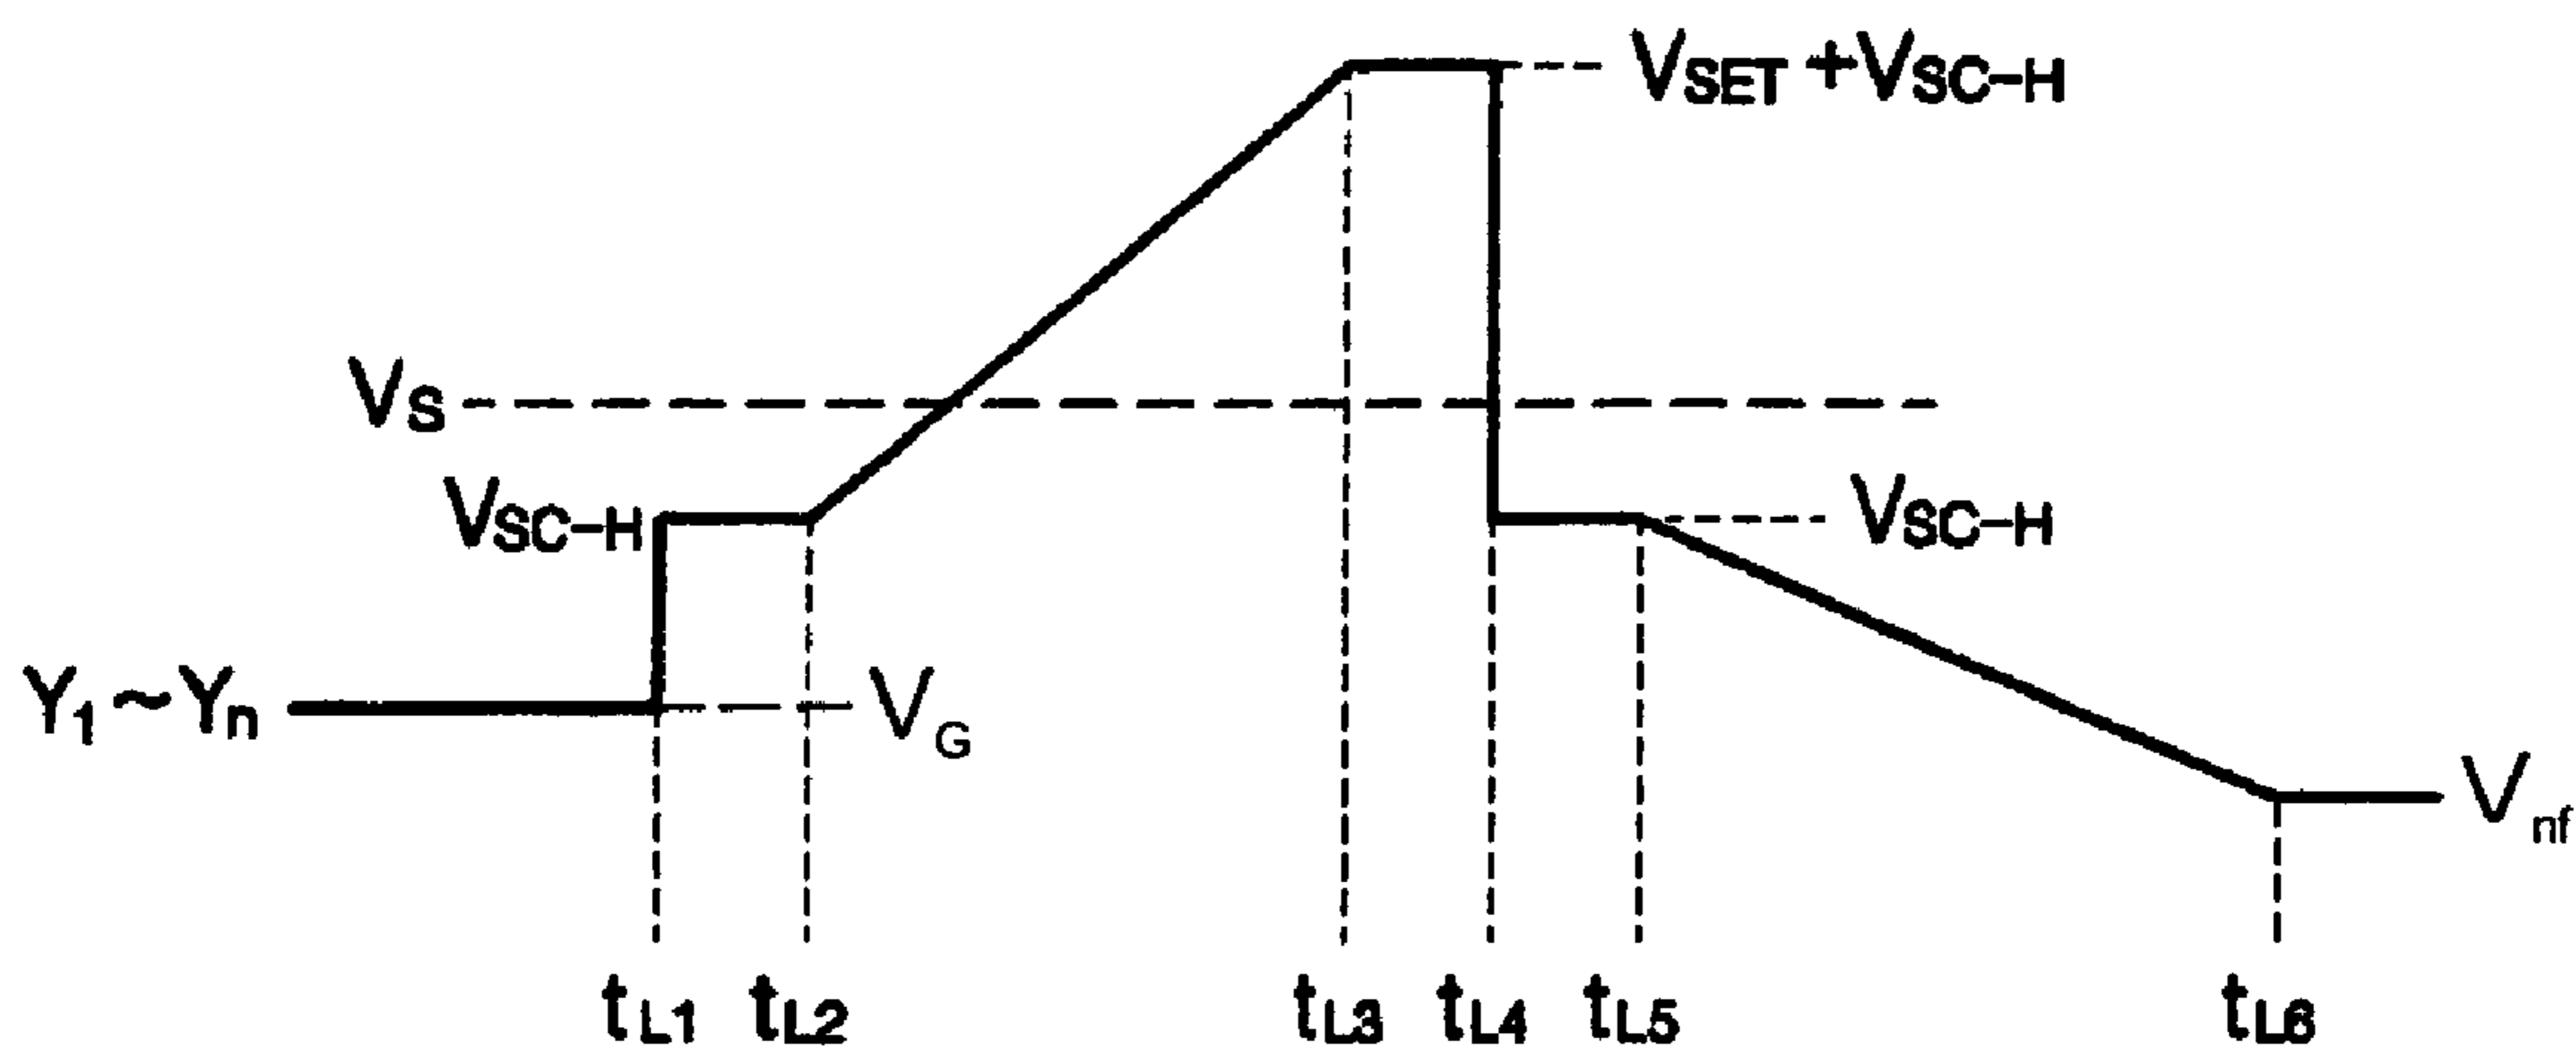 VSET +VSC-H
VS
VSC-H
VSC-H
Y1~Yn
VG
Vnf
tL1 tL2 tL3 tL4 tL5 tL6